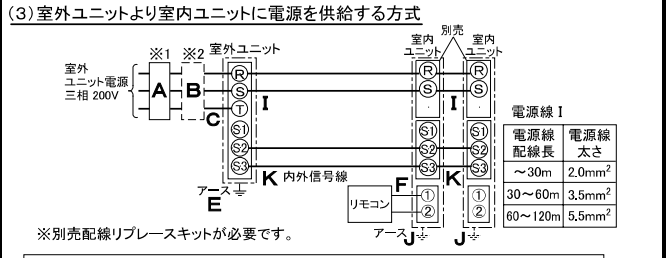 (3)室外ユニットより室内ユニットに電源を供給する方式
※1 ※2 室外ユニット
室内
ユニット
別売
室内
ユニット
室外
ユニット電源
三相 200V
A
B
C
R
S
T
S1
S2
S3
I
R
S
S1
S2
S3
①
②
I
R
S
S1
S2
S3
①
②
K 内外信号線
F
K
アース
E
リモコン
アース
J
J
※別売配線リプレースキットが必要です。
電源線 I
電源線
配線長
電源線
太さ
~30m 2.0mm²
30~60m 3.5mm²
60~120m 5.5mm²